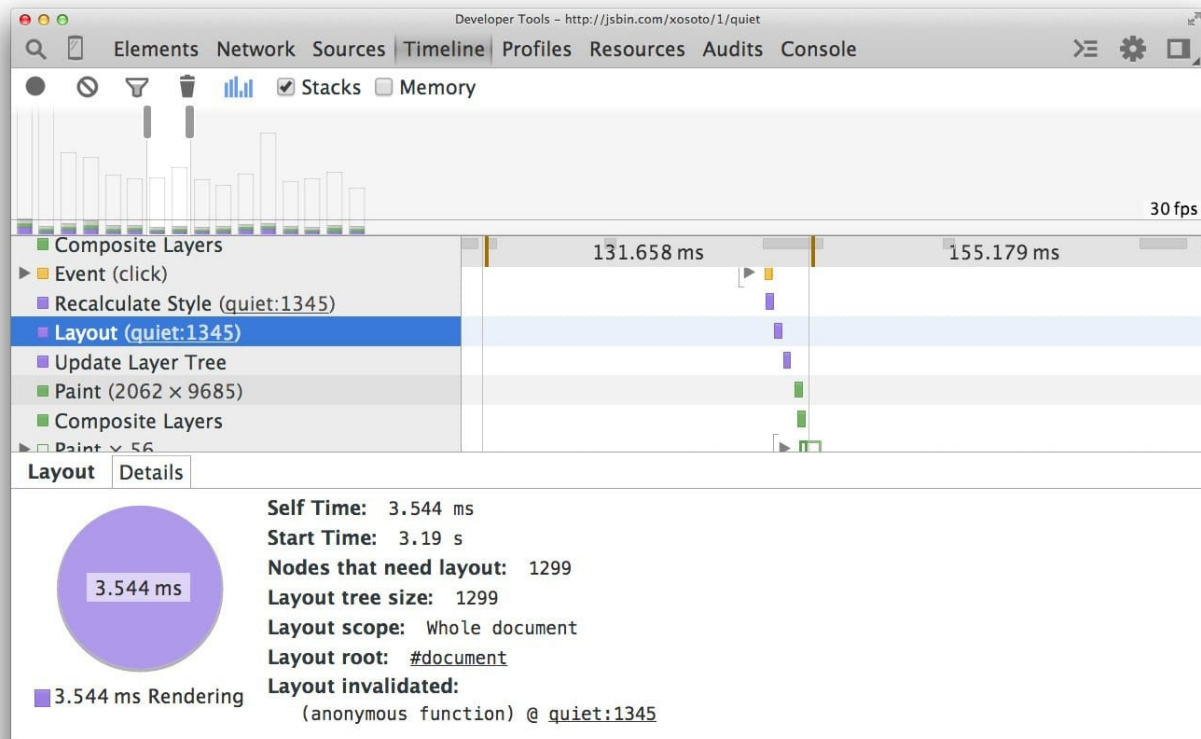 Developer Tools – http://jsbin.com/xosoto/1/quiet
Elements Network Sources Timeline Profiles Resources Audits Console
Stacks Memory
30 fps
Composite Layers
131.658 ms 155.179 ms
Event (click)
Recalculate Style (quiet:1345)
Layout (quiet:1345)
Update Layer Tree
Paint (2062 × 9685)
Composite Layers
Paint × 56
Layout Details
Self Time: 3.544 ms
Start Time: 3.19 s
Nodes that need layout: 1299
3.544 ms
Layout tree size: 1299
Layout scope: Whole document
Layout root: #document
Layout invalidated:
3.544 ms Rendering
(anonymous function) @ quiet:1345